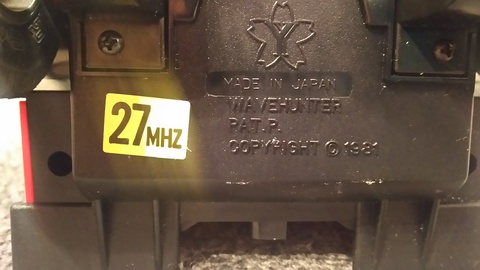 MADE IN JAPAN
WAVEHUNTER
PAT. P.
COPYRIGHT © 1981
27MHZ